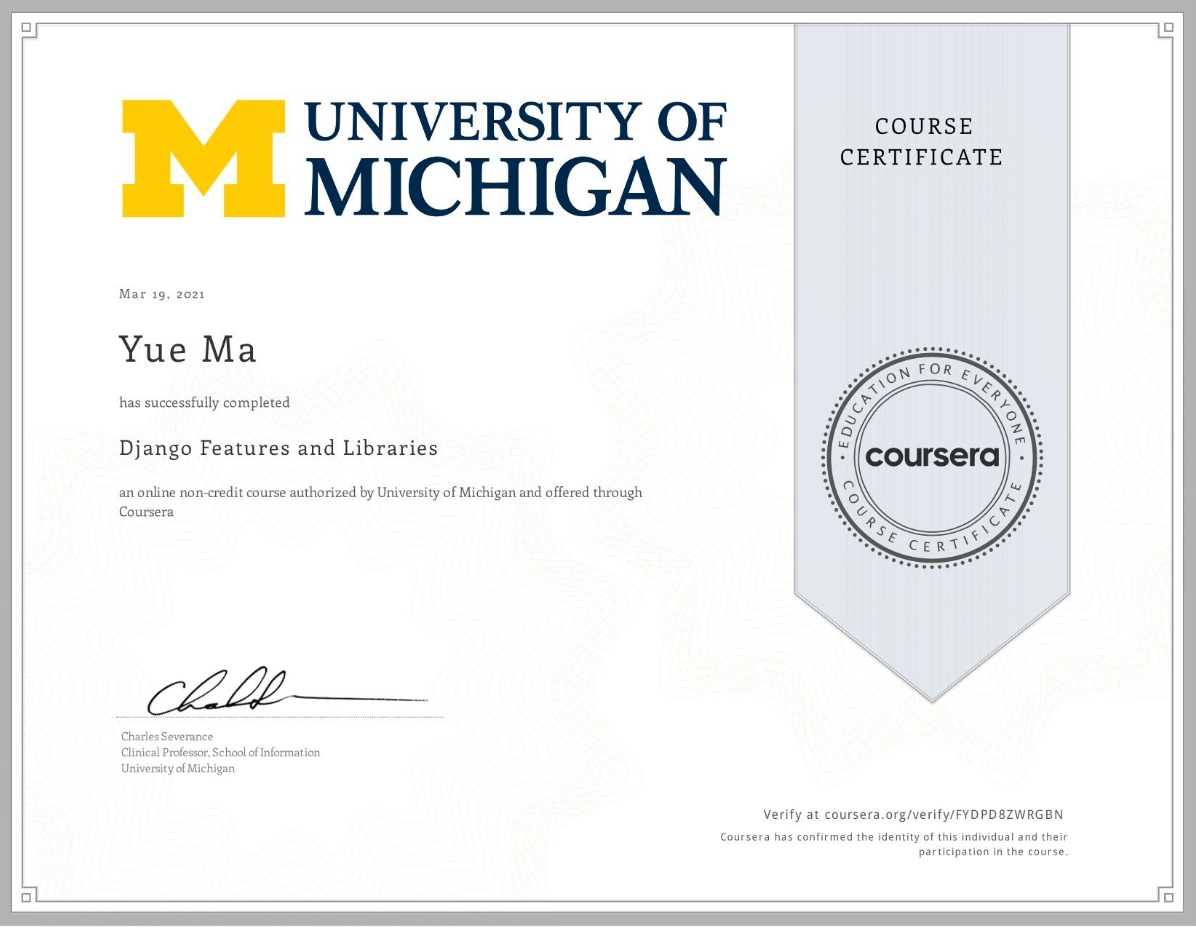 UNIVERSITY OF
MICHIGAN
COURSE
CERTIFICATE
Mar 19, 2021
Yue Ma
has successfully completed
Django Features and Libraries
an online non-credit course authorized by University of Michigan and offered through
Coursera
EDUCATION FOR EVERYONE
coursera
COURSE CERTIFICATE
Charles Severance
Clinical Professor, School of Information
University of Michigan
Verify at coursera.org/verify/FYDPD8ZWRGBN
Coursera has confirmed the identity of this individual and their
participation in the course.